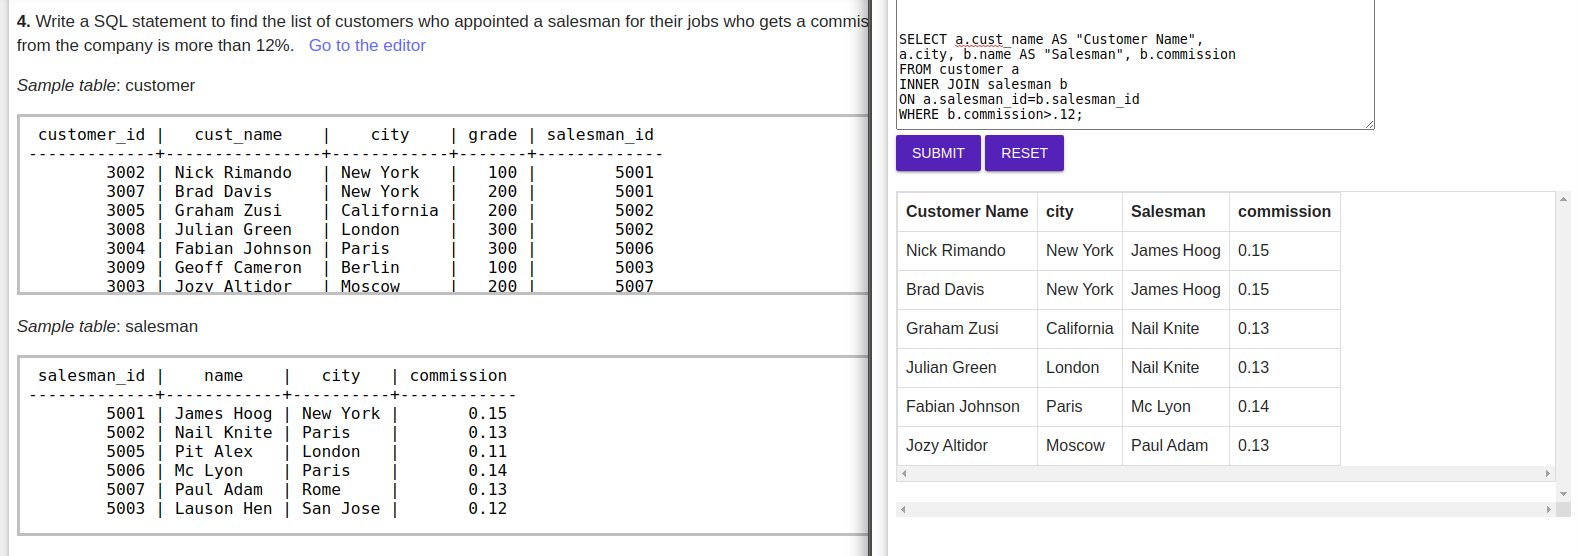 4. Write a SQL statement to find the list of customers who appointed a salesman for their jobs who gets a commis
from the company is more than 12%. Go to the editor
Sample table: customer
customer_id | cust_name | city | grade | salesman_id
-------------+----------------+------------+-------+-------------
3002 | Nick Rimando | New York | 100 | 5001
3007 | Brad Davis | New York | 200 | 5001
3005 | Graham Zusi | California | 200 | 5002
3008 | Julian Green | London | 300 | 5002
3004 | Fabian Johnson | Paris | 300 | 5006
3009 | Geoff Cameron | Berlin | 100 | 5003
3003 | Jozy Altidor | Moscow | 200 | 5007
Sample table: salesman
salesman_id | name | city | commission
-------------+------------+----------+------------
5001 | James Hoog | New York | 0.15
5002 | Nail Knite | Paris | 0.13
5005 | Pit Alex | London | 0.11
5006 | Mc Lyon | Paris | 0.14
5007 | Paul Adam | Rome | 0.13
5003 | Lauson Hen | San Jose | 0.12
SELECT a.cust_name AS "Customer Name",
a.city, b.name AS "Salesman", b.commission
FROM customer a
INNER JOIN salesman b
ON a.salesman_id=b.salesman_id
WHERE b.commission>.12;
SUBMIT RESET
Customer Name city Salesman commission
Nick Rimando New York James Hoog 0.15
Brad Davis New York James Hoog 0.15
Graham Zusi California Nail Knite 0.13
Julian Green London Nail Knite 0.13
Fabian Johnson Paris Mc Lyon 0.14
Jozy Altidor Moscow Paul Adam 0.13